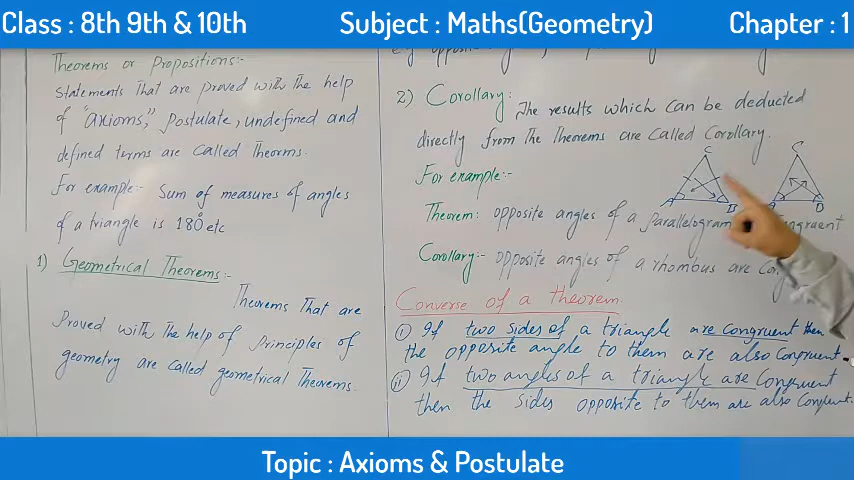 Class : 8th 9th & 10th
Subject : Maths(Geometry)
Chapter : 1
Theorems or Propositions:-
Statements that are proved with the help
of "axioms," postulate, undefined and
defined terms are called Theorms.
For example:- Sum of measures of angles
of a triangle is 180° etc
1) Geometrical Theorems:-
Theorems that are
Proved with the help of principles of
geometry are called geometrical Theorems.
2) Corollary: The results which can be deducted
directly from the Theorems are called Corollary.
For example:-
Theorem: opposite angles of a parallelogram
Corollary:- opposite angles of a rhombus are
C
B
C
Converse of a theorem
i) If two sides of a triangle are congruent then
the opposite angle to them are also congruent.
ii) If two angles of a triangle are congruent
then the sides opposite to them are also
Topic : Axioms & Postulate